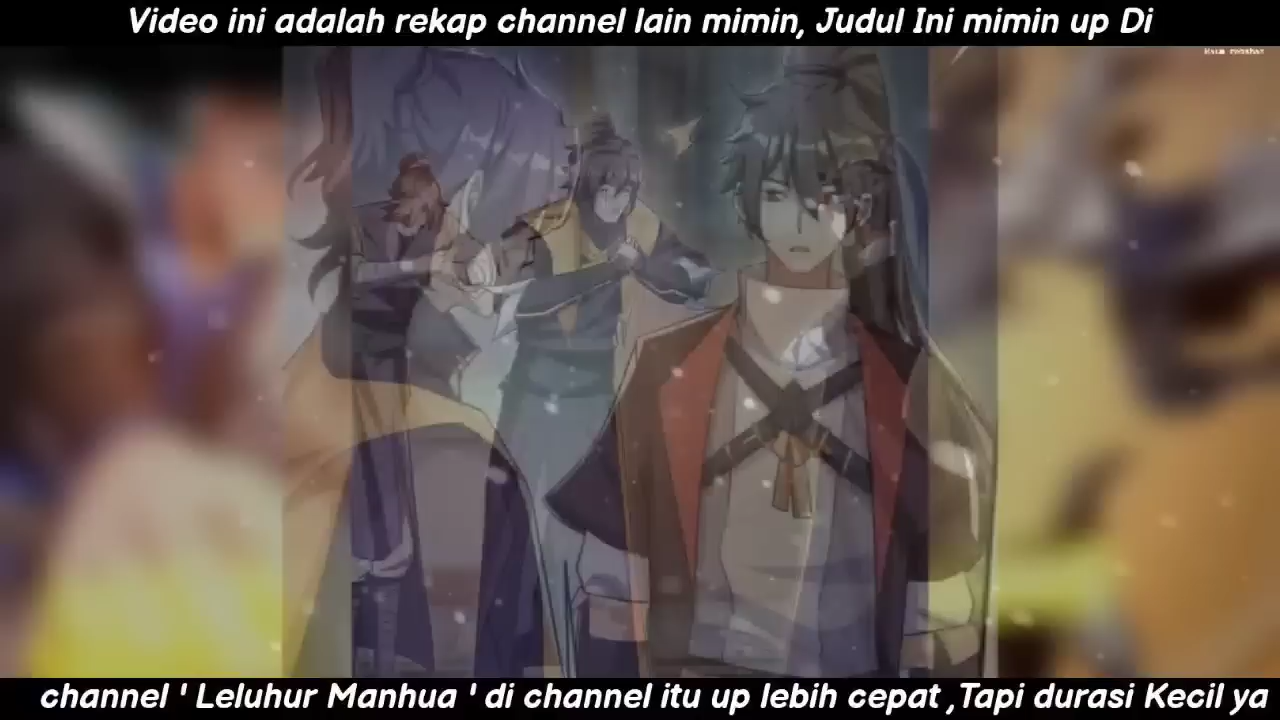 Video ini adalah rekap channel lain mimin, Judul Ini mimin up Di
channel ' Leluhur Manhua ' di channel itu up lebih cepat ,Tapi durasi Kecil ya